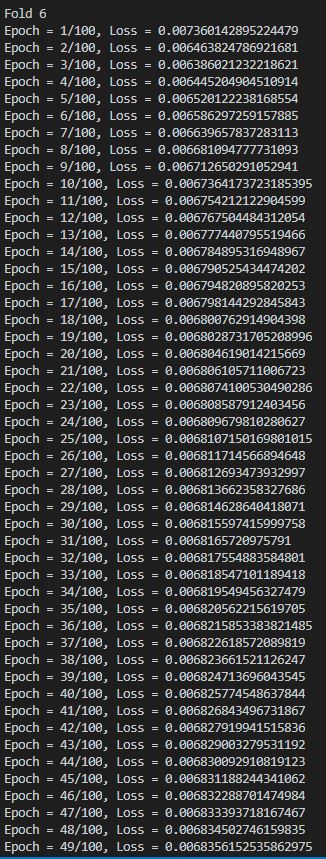 Fold 6
Epoch = 1/100, Loss = 0.007360142895224479
Epoch = 2/100, Loss = 0.006463824786921681
Epoch = 3/100, Loss = 0.006386021232218621
Epoch = 4/100, Loss = 0.006445204904510914
Epoch = 5/100, Loss = 0.006520122238168554
Epoch = 6/100, Loss = 0.006586297259157885
Epoch = 7/100, Loss = 0.006639657837283113
Epoch = 8/100, Loss = 0.006681094777731093
Epoch = 9/100, Loss = 0.006712650291052941
Epoch = 10/100, Loss = 0.0067364173723185395
Epoch = 11/100, Loss = 0.006754212122904599
Epoch = 12/100, Loss = 0.006767504484312054
Epoch = 13/100, Loss = 0.006777440795519466
Epoch = 14/100, Loss = 0.006784895316948967
Epoch = 15/100, Loss = 0.006790525434474202
Epoch = 16/100, Loss = 0.006794820895820253
Epoch = 17/100, Loss = 0.006798144292845843
Epoch = 18/100, Loss = 0.006800762914904398
Epoch = 19/100, Loss = 0.0068028731705208996
Epoch = 20/100, Loss = 0.006804619014215669
Epoch = 21/100, Loss = 0.006806105711006723
Epoch = 22/100, Loss = 0.0068074100530490286
Epoch = 23/100, Loss = 0.006808587912403456
Epoch = 24/100, Loss = 0.006809679810280627
Epoch = 25/100, Loss = 0.0068107150169801015
Epoch = 26/100, Loss = 0.006811714566894648
Epoch = 27/100, Loss = 0.006812693473932997
Epoch = 28/100, Loss = 0.006813662358327686
Epoch = 29/100, Loss = 0.006814628640418071
Epoch = 30/100, Loss = 0.006815597415999758
Epoch = 31/100, Loss = 0.00681657209757​91
Epoch = 32/100, Loss = 0.006817554883584801
Epoch = 33/100, Loss = 0.006818547101189418
Epoch = 34/100, Loss = 0.006819549456327479
Epoch = 35/100, Loss = 0.006820562215619705
Epoch = 36/100, Loss = 0.0068215853383821485
Epoch = 37/100, Loss = 0.006822618572089819
Epoch = 38/100, Loss = 0.006823661521126247
Epoch = 39/100, Loss = 0.006824713696043545
Epoch = 40/100, Loss = 0.006825774548637844
Epoch = 41/100, Loss = 0.006826843496731867
Epoch = 42/100, Loss = 0.006827919941515836
Epoch = 43/100, Loss = 0.006829003279531192
Epoch = 44/100, Loss = 0.006830092910819123
Epoch = 45/100, Loss = 0.006831188244341062
Epoch = 46/100, Loss = 0.006832288701474984
Epoch = 47/100, Loss = 0.00683339371816​7467
Epoch = 48/100, Loss = 0.006834502746159835
Epoch = 49/100, Loss = 0.0068356152535862975